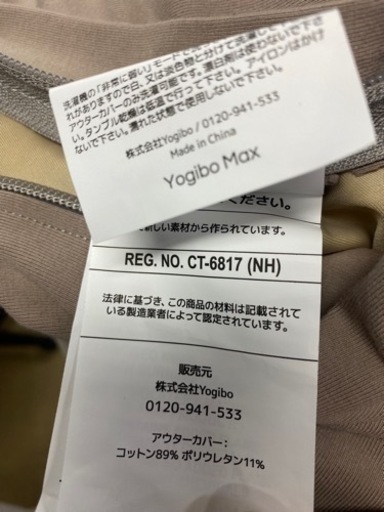 洗濯機の「非常に弱い」モードで
れがありますので白、又は淡色物と分けて洗濯して
アウターカバーのみ洗濯可能です。漂白剤は使わないで下さ
い。タンブル乾燥は低温で行って下さい。アイロンはかけ
ないで下さい。濡れた状態で使用しないで下さい。
株式会社Yogibo / 0120-941-533
Made in China
Yogibo Max
ください。
新しい素材から作られています。
REG. NO. CT-6817 (NH)
法律に基づき、この商品の材料は記載されて
いる製造業者によって認定されています。
販売元
株式会社Yogibo
0120-941-533
アウターカバー：
コットン89% ポリウレタン11%